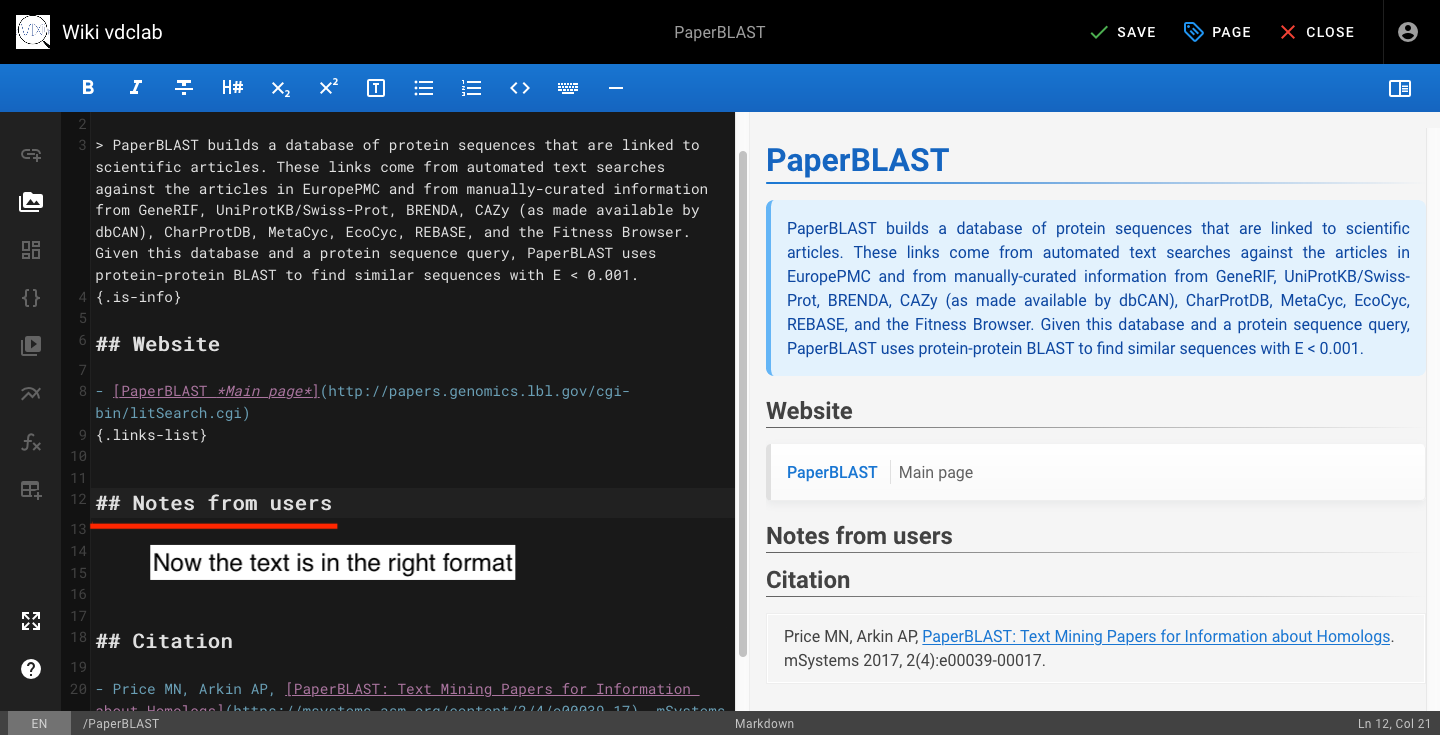 Wiki vdclab
PaperBLAST
SAVE
PAGE
CLOSE
B I S H# X2 X2 T
2
3 > PaperBLAST builds a database of protein sequences that are linked to
scientific articles. These links come from automated text searches
against the articles in EuropePMC and from manually-curated information
from GeneRIF, UniProtKB/Swiss-Prot, BRENDA, CAZy (as made available by
dbCAN), CharProtDB, MetaCyc, EcoCyc, REBASE, and the Fitness Browser.
Given this database and a protein sequence query, PaperBLAST uses
protein-protein BLAST to find similar sequences with E < 0.001.
4 {.is-info}
5
6 ## Website
7
8 - [PaperBLAST *Main page*](http://papers.genomics.lbl.gov/cgi-
bin/litSearch.cgi)
9 {.links-list}
10
11
12 ## Notes from users
13
14
Now the text is in the right format
15
16
17
18 ## Citation
19
20 - Price MN, Arkin AP, [PaperBLAST: Text Mining Papers for Information
about Homologs](https://msystems.asm.org/content/2/4/e00039-17). mSystems
PaperBLAST
PaperBLAST builds a database of protein sequences that are linked to scientific
articles. These links come from automated text searches against the articles in
EuropePMC and from manually-curated information from GeneRIF, UniProtKB/Swiss-
Prot, BRENDA, CAZy (as made available by dbCAN), CharProtDB, MetaCyc, EcoCyc,
REBASE, and the Fitness Browser. Given this database and a protein sequence query,
PaperBLAST uses protein-protein BLAST to find similar sequences with E < 0.001.
Website
PaperBLAST Main page
Notes from users
Citation
Price MN, Arkin AP, PaperBLAST: Text Mining Papers for Information about Homologs.
mSystems 2017, 2(4):e00039-00017.
EN /PaperBLAST
Markdown
Ln 12, Col 21